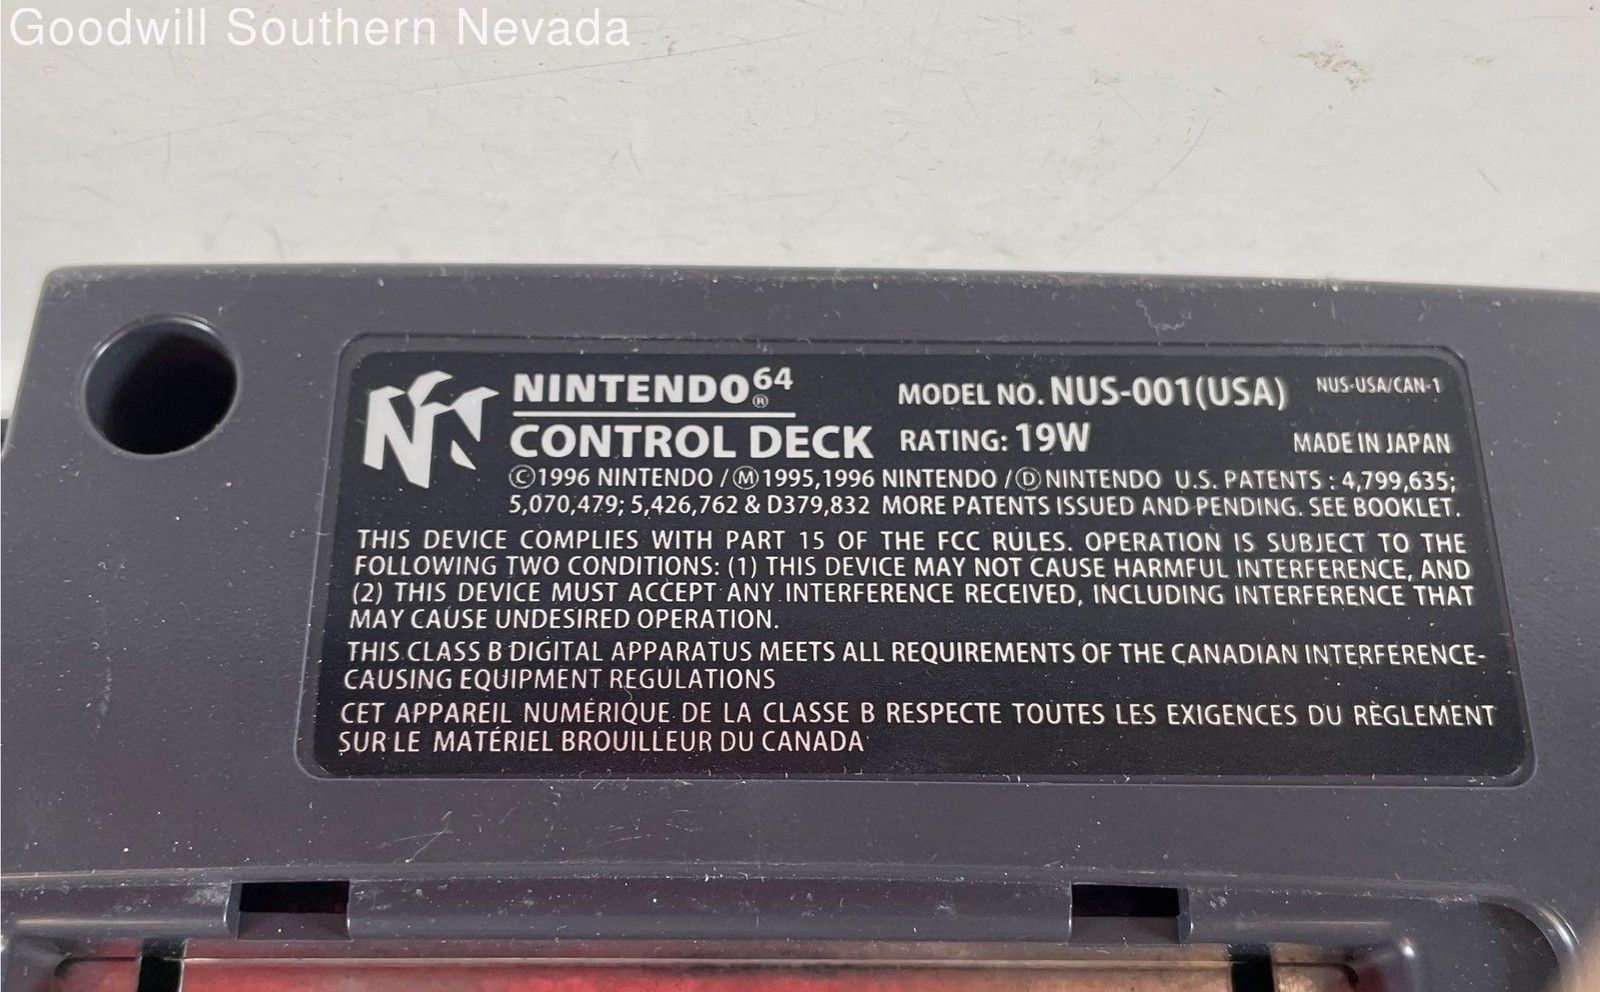 Goodwill Southern Nevada
NINTENDO⁶⁴ ®
CONTROL DECK
MODEL NO. NUS-001(USA)
NUS-USA/CAN-1
RATING: 19W
MADE IN JAPAN
Ⓒ1996 NINTENDO /Ⓜ1995,1996 NINTENDO /ⒹNINTENDO U.S. PATENTS : 4,799,635;
5,070,479; 5,426,762 & D379,832 MORE PATENTS ISSUED AND PENDING. SEE BOOKLET.
THIS DEVICE COMPLIES WITH PART 15 OF THE FCC RULES. OPERATION IS SUBJECT TO THE
FOLLOWING TWO CONDITIONS: (1) THIS DEVICE MAY NOT CAUSE HARMFUL INTERFERENCE, AND
(2) THIS DEVICE MUST ACCEPT ANY INTERFERENCE RECEIVED, INCLUDING INTERFERENCE THAT
MAY CAUSE UNDESIRED OPERATION.
THIS CLASS B DIGITAL APPARATUS MEETS ALL REQUIREMENTS OF THE CANADIAN INTERFERENCE-
CAUSING EQUIPMENT REGULATIONS
CET APPAREIL NUMÉRIQUE DE LA CLASSE B RESPECTE TOUTES LES EXIGENCES DU RÈGLEMENT
SUR LE MATÉRIEL BROUILLEUR DU CANADA